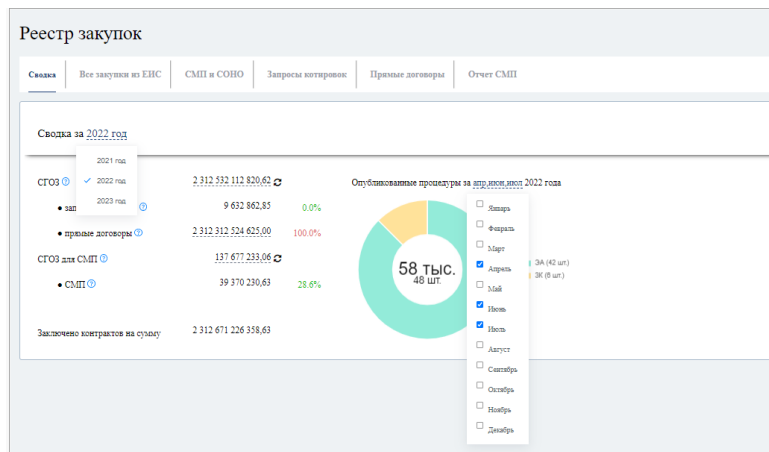 Реестр закупок
Сводка Все закупки из ЕИС СМП и СОНО Запросы котировок Прямые договоры Отчет СМП
Сводка за 2022 год
2021 год
2022 год
2023 год
СГОЗ ? 2 312 532 112 820,62
зап ? 9 632 862,85 0.0%
прямые договоры ? 2 312 312 524 625,00 100.0%
СГОЗ для СМП ? 137 677 233,06
СМП ? 39 370 230,63 28.6%
Заключено контрактов на сумму 2 312 671 226 358,63
Опубликованные процедуры за апр,июн,июл 2022 года
58 тыс.
48 шт.
Январь
Февраль
Март
Апрель
Май
Июнь
Июль
Август
Сентябрь
Октябрь
Ноябрь
Декабрь
ЭА (42 шт.)
ЗК (6 шт.)